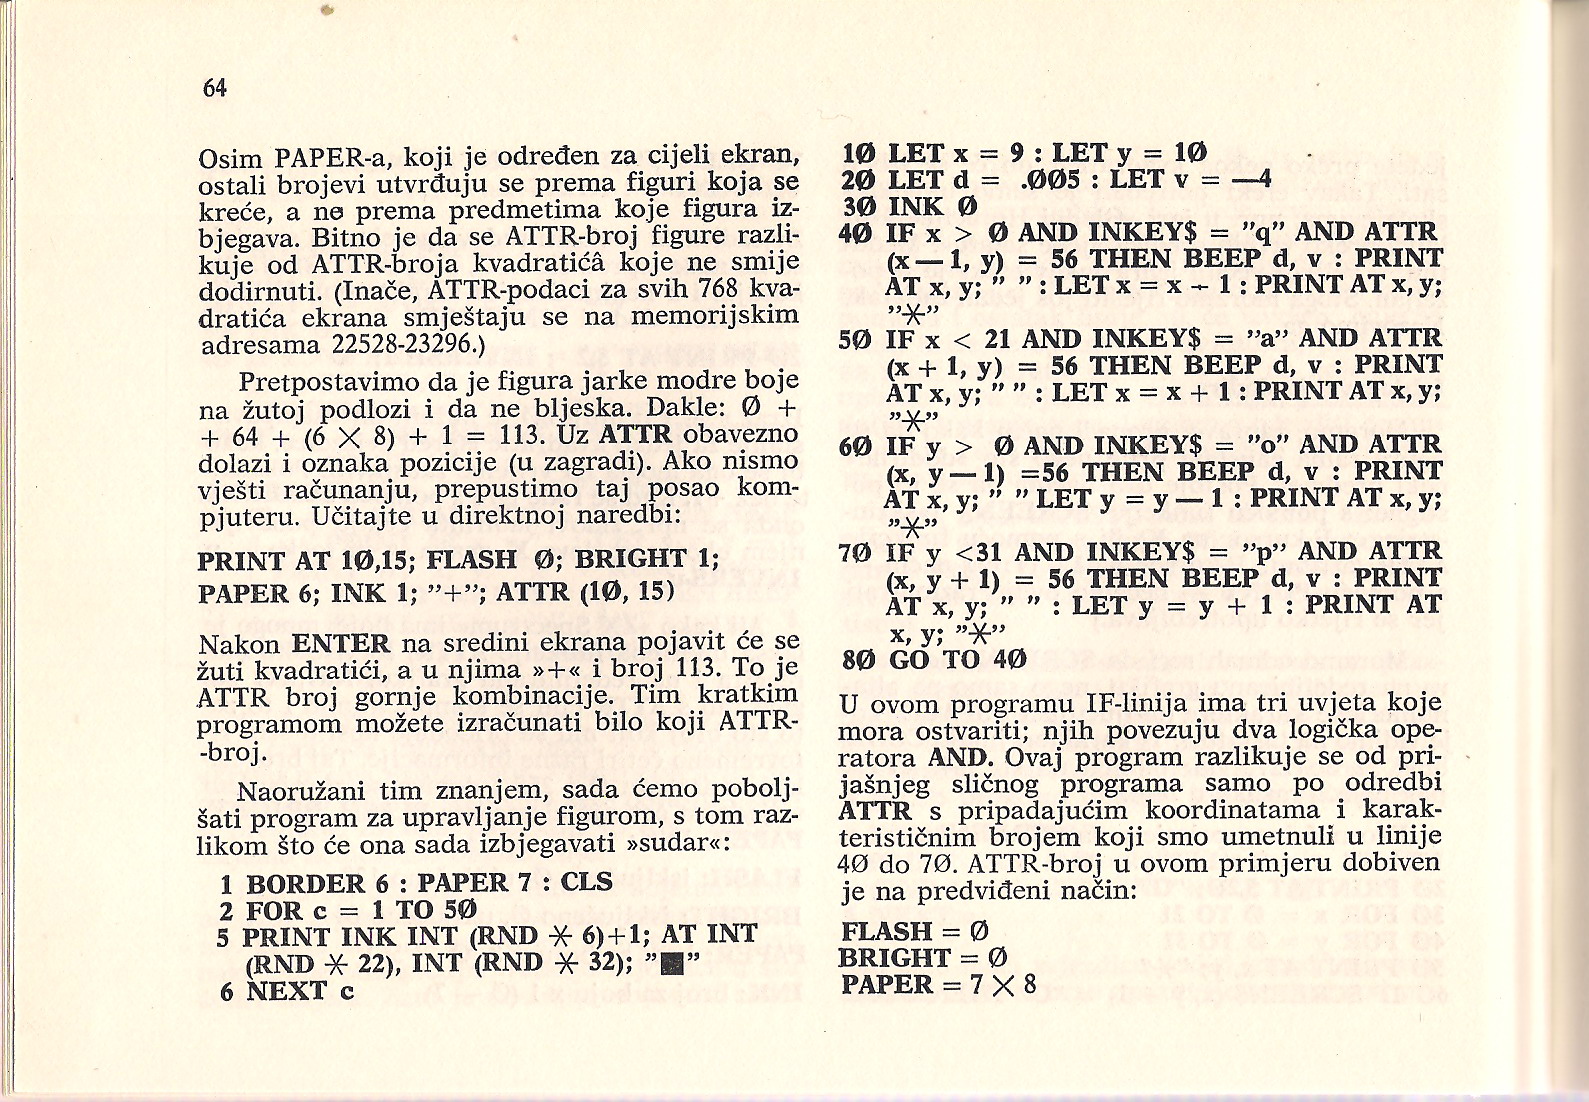 64
Osim PAPER-a, koji je određen za cijeli ekran,
ostali brojevi utvrđuju se prema figuri koja se
kreće, a ne prema predmetima koje figura iz-
bjegava. Bitno je da se ATTR-broj figure razli-
kuje od ATTR-broja kvadratićâ koje ne smije
dodirnuti. (Inače, ATTR-podaci za svih 768 kva-
dratića ekrana smještaju se na memorijskim
adresama 22528-23296.)
Pretpostavimo da je figura jarke modre boje
na žutoj podlozi i da ne bljeska. Dakle: Ø +
+ 64 + (6 × 8) + 1 = 113. Uz ATTR obavezno
dolazi i oznaka pozicije (u zagradi). Ako nismo
vješti računanju, prepustimo taj posao kom-
pjuteru. Učitajte u direktnoj naredbi:
PRINT AT 1Ø,15; FLASH Ø; BRIGHT 1;
PAPER 6; INK 1; ”+”; ATTR (1Ø, 15)
Nakon ENTER na sredini ekrana pojavit će se
žuti kvadratići, a u njima »+« i broj 113. To je
ATTR broj gornje kombinacije. Tim kratkim
programom možete izračunati bilo koji ATTR-
-broj.
Naoružani tim znanjem, sada ćemo pobolj-
šati program za upravljanje figurom, s tom raz-
likom što će ona sada izbjegavati »sudar«:
1 BORDER 6 : PAPER 7 : CLS
2 FOR c = 1 TO 5Ø
5 PRINT INK INT (RND * 6)+1; AT INT
(RND * 22), INT (RND * 32); ”■”
6 NEXT c
1Ø LET x = 9 : LET y = 1Ø
2Ø LET d = .ØØ5 : LET v = —4
3Ø INK Ø
4Ø IF x > Ø AND INKEY$ = ”q” AND ATTR
(x — 1, y) = 56 THEN BEEP d, v : PRINT
AT x, y; ” ” : LET x = x - 1 : PRINT AT x, y;
”*”
5Ø IF x < 21 AND INKEY$ = ”a” AND ATTR
(x + 1, y) = 56 THEN BEEP d, v : PRINT
AT x, y; ” ” : LET x = x + 1 : PRINT AT x, y;
”*”
6Ø IF y > Ø AND INKEY$ = ”o” AND ATTR
(x, y — 1) =56 THEN BEEP d, v : PRINT
AT x, y; ” ” LET y = y — 1 : PRINT AT x, y;
”*”
7Ø IF y <31 AND INKEY$ = ”p” AND ATTR
(x, y + 1) = 56 THEN BEEP d, v : PRINT
AT x, y; ” ” : LET y = y + 1 : PRINT AT
x, y; ”*”
8Ø GO TO 4Ø
U ovom programu IF-linija ima tri uvjeta koje
mora ostvariti; njih povezuju dva logička ope-
ratora AND. Ovaj program razlikuje se od pri-
jašnjeg sličnog programa samo po odredbi
ATTR s pripadajućim koordinatama i karak-
terističnim brojem koji smo umetnuli u linije
4Ø do 7Ø. ATTR-broj u ovom primjeru dobiven
je na predviđeni način:
FLASH = Ø
BRIGHT = Ø
PAPER = 7 × 8